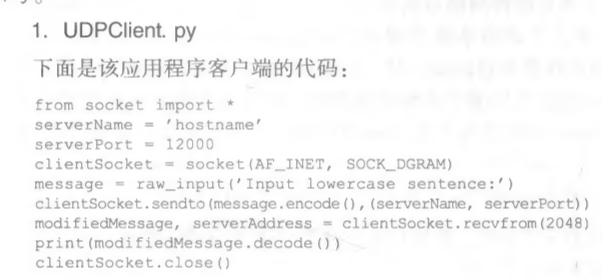 1. UDPClient. py
下面是该应用程序客户端的代码：
from socket import *
serverName = 'hostname'
serverPort = 12000
clientSocket = socket(AF_INET, SOCK_DGRAM)
message = raw_input('Input lowercase sentence:')
clientSocket.sendto(message.encode(),(serverName, serverPort))
modifiedMessage, serverAddress = clientSocket.recvfrom(2048)
print(modifiedMessage.decode())
clientSocket.close()